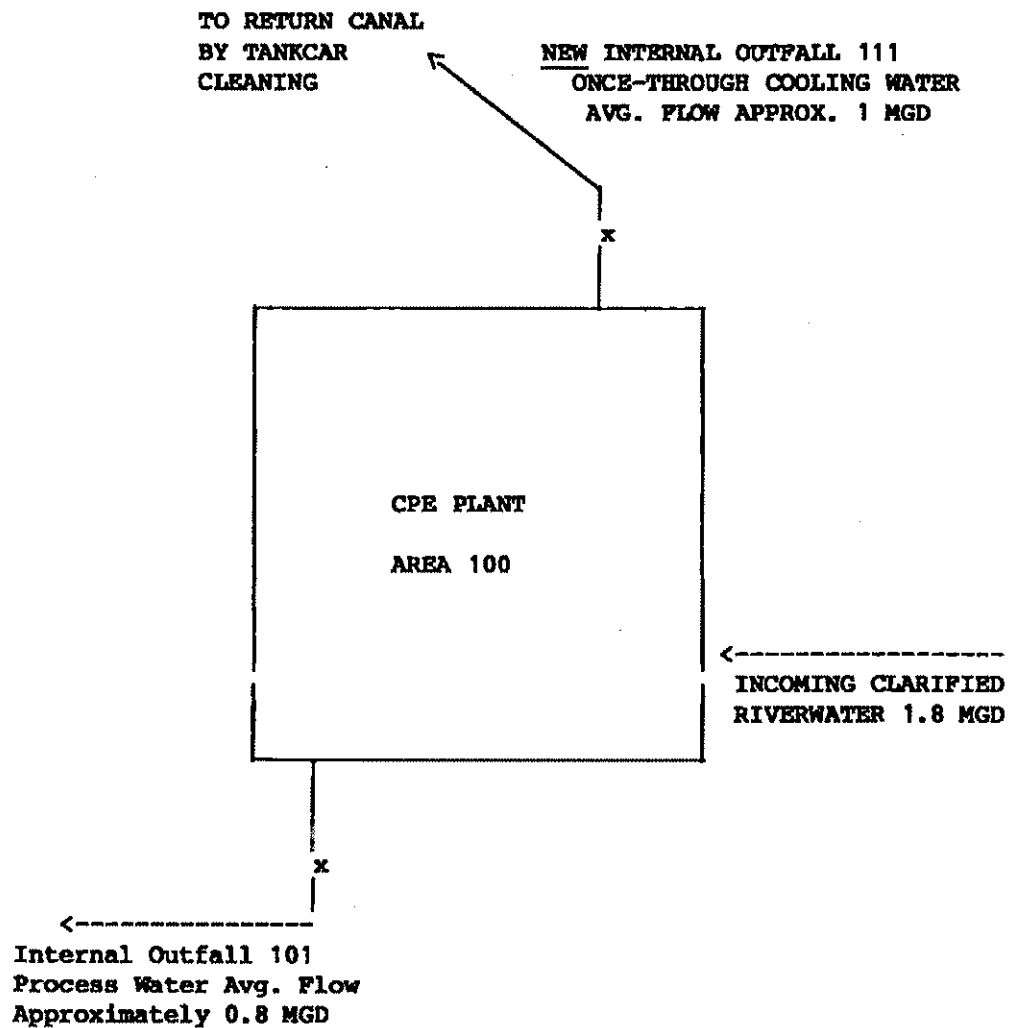 TO RETURN CANAL
BY TANKCAR
CLEANING
NEW INTERNAL OUTFALL 111
ONCE-THROUGH COOLING WATER
AVG. FLOW APPROX. 1 MGD
x
CPE PLANT
AREA 100
INCOMING CLARIFIED
RIVERWATER 1.8 MGD
x
Internal Outfall 101
Process Water Avg. Flow
Approximately 0.8 MGD